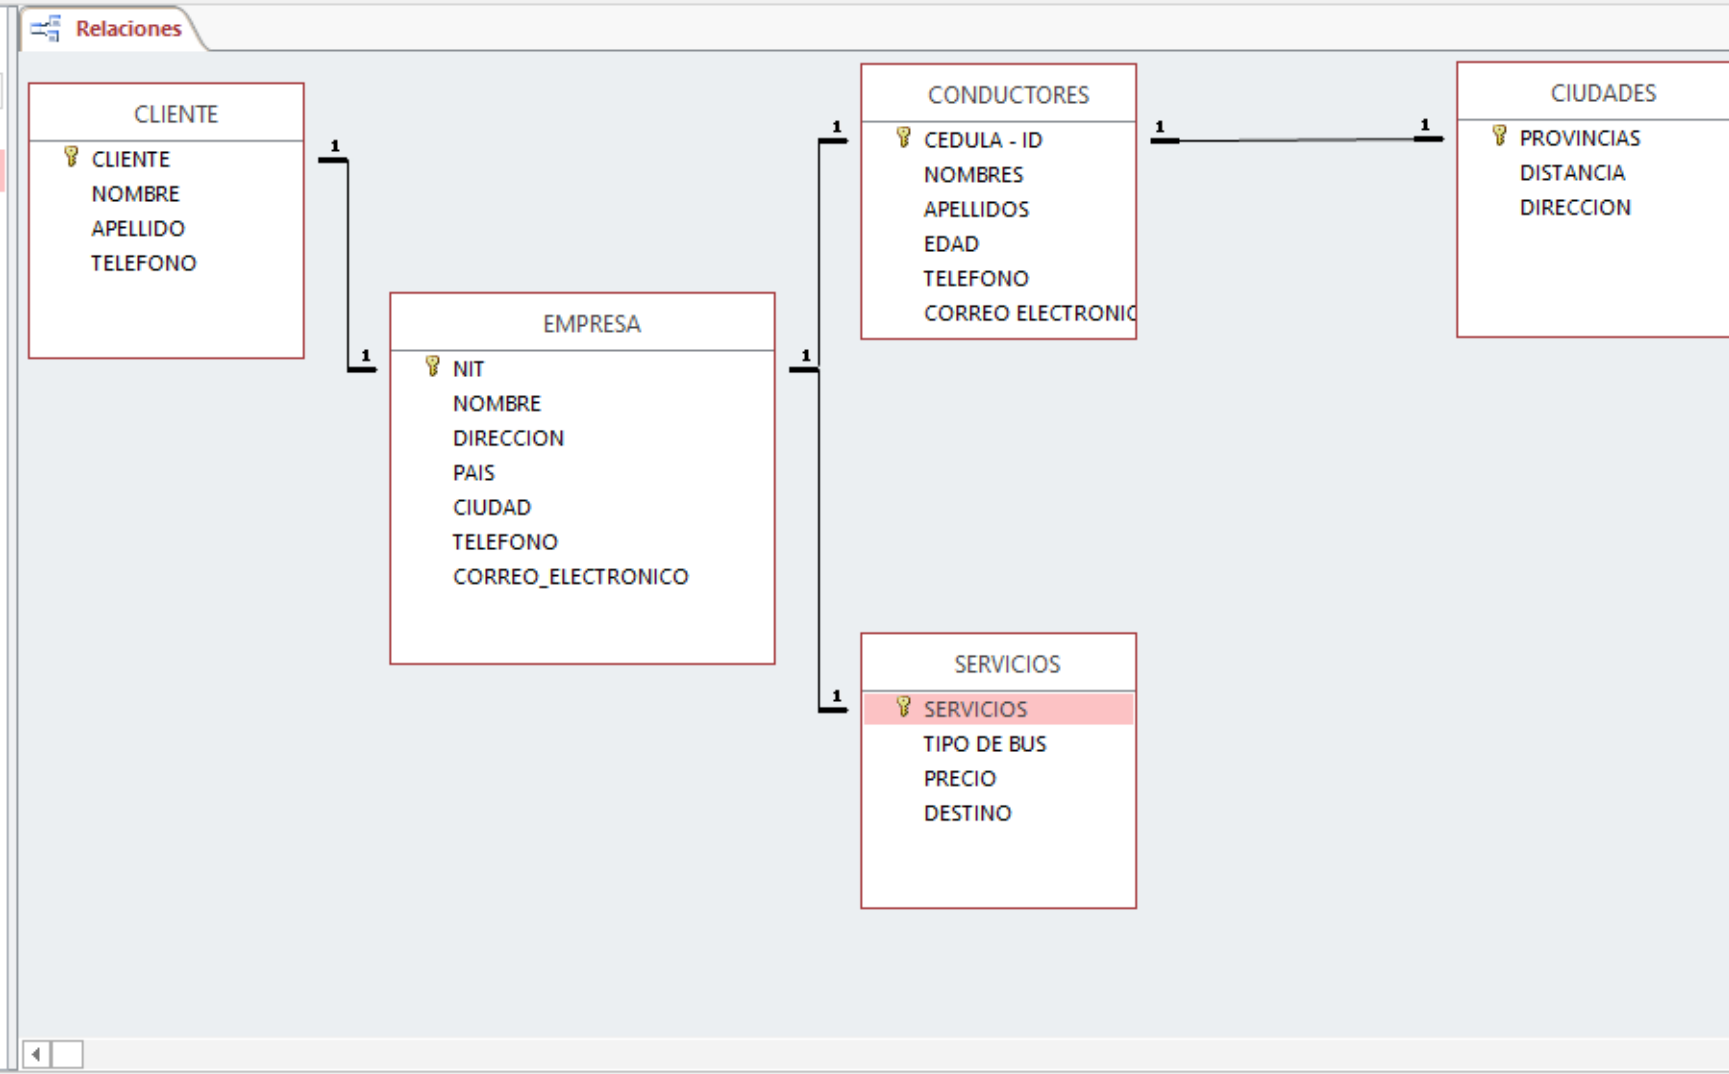 Relaciones
CLIENTE
CLIENTE
NOMBRE
APELLIDO
TELEFONO
1
1
EMPRESA
NIT
NOMBRE
DIRECCION
PAIS
CIUDAD
TELEFONO
CORREO_ELECTRONICO
1
1
CONDUCTORES
CEDULA - ID
NOMBRES
APELLIDOS
EDAD
TELEFONO
CORREO ELECTRONIC
1
1
CIUDADES
PROVINCIAS
DISTANCIA
DIRECCION
1
SERVICIOS
SERVICIOS
TIPO DE BUS
PRECIO
DESTINO